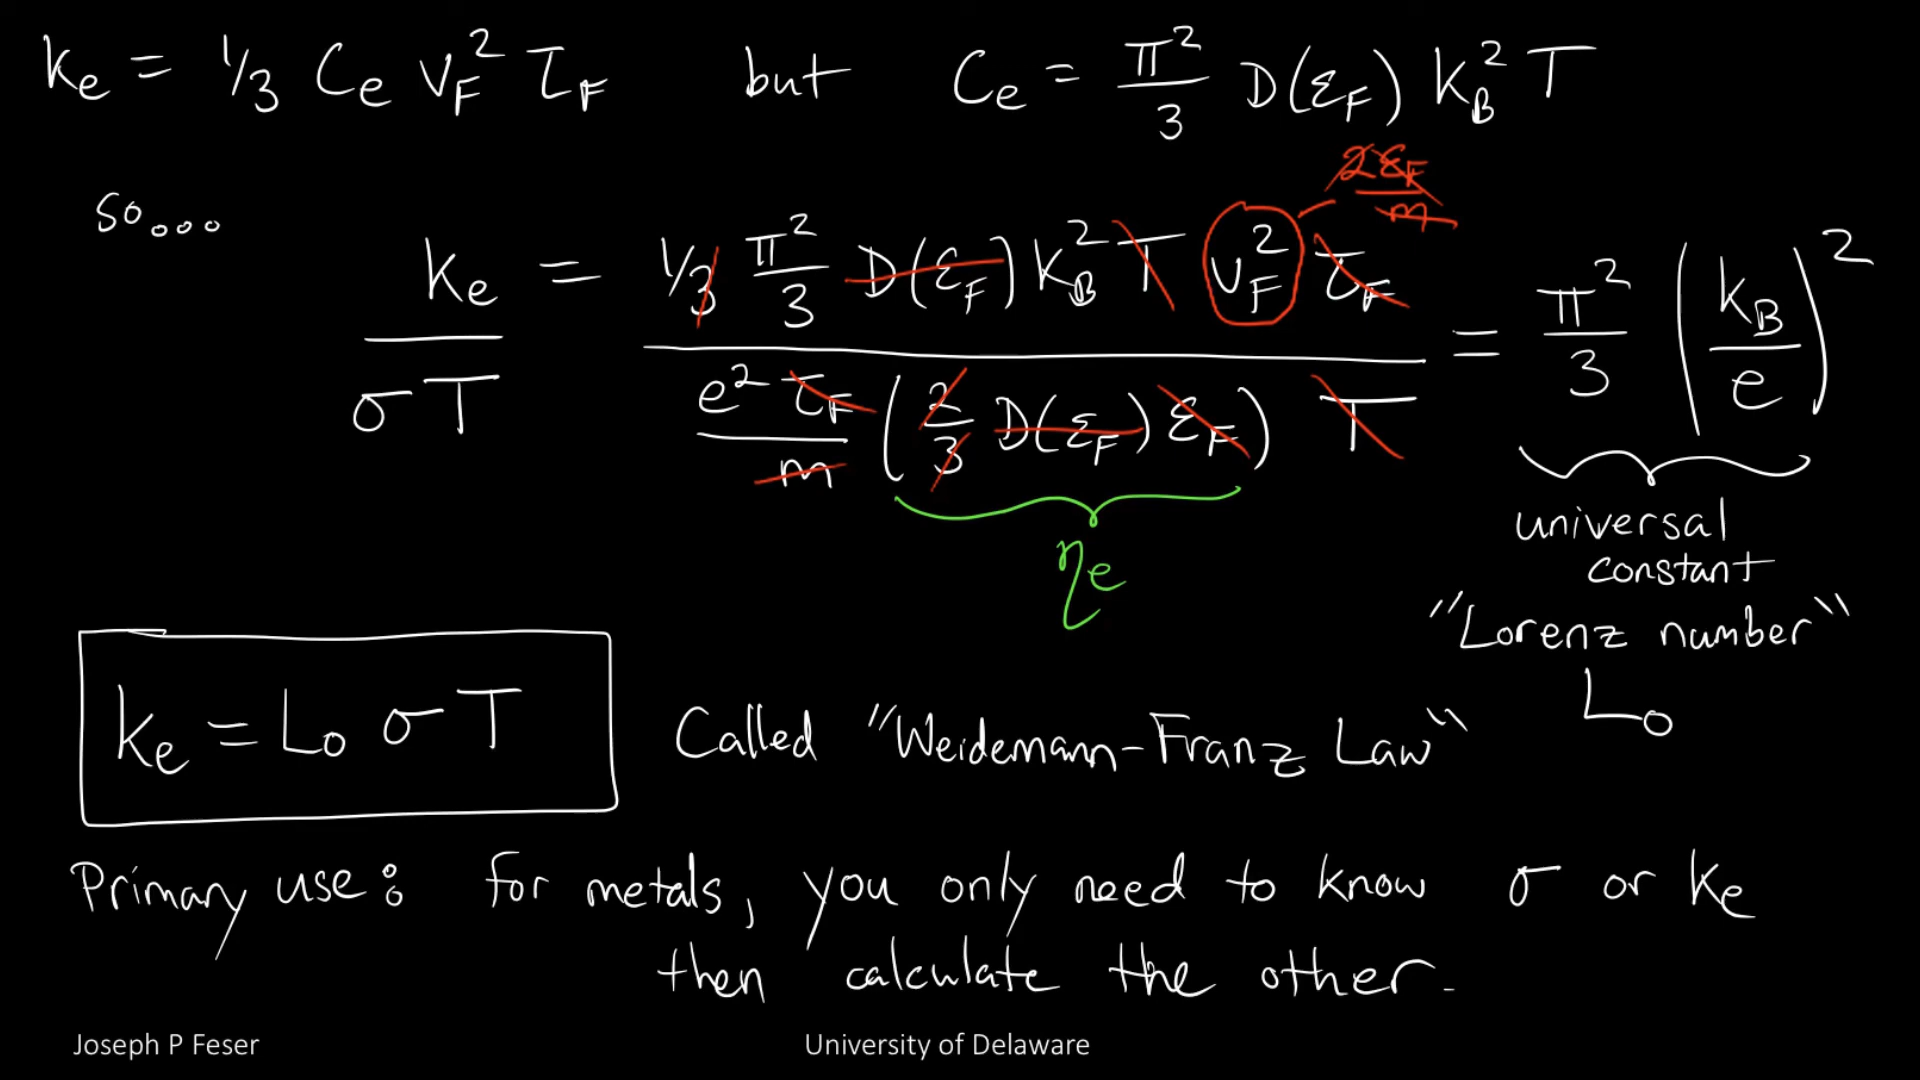 ke = 1/3 Ce vF² τF but Ce = π²/3 D(εF) kB² T
2εF/m
so...
ke/σT = (1/3 π²/3 D(εF) kB² T vF² τF) / (e² τF/m (2/3 D(εF) εF) T) = π²/3 (kB/e)²
ηe
universal
constant
"Lorenz number"
Lo
ke = Lo σ T Called "Weidemann-Franz Law"
Primary use: for metals, you only need to know σ or ke
then calculate the other.
Joseph P Feser University of Delaware